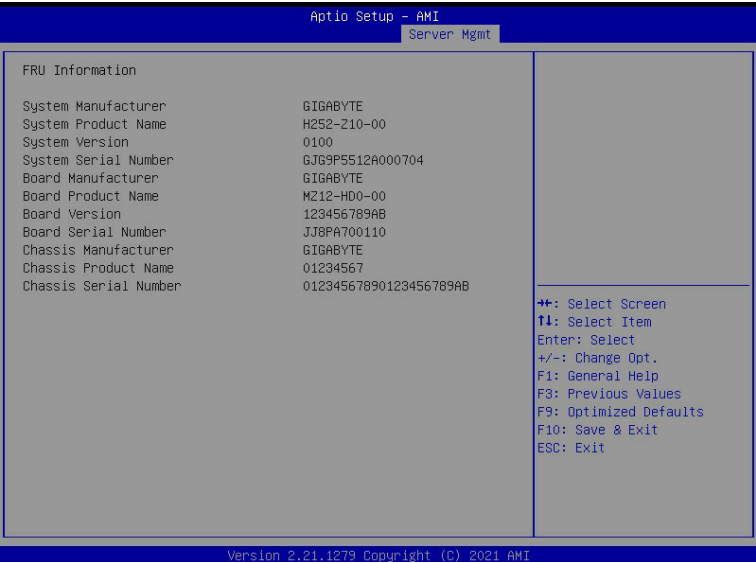 Aptio Setup – AMI
Server Mgmt
FRU Information
System Manufacturer GIGABYTE
System Product Name H252-Z10-00
System Version 0100
System Serial Number GJG9P5512A000704
Board Manufacturer GIGABYTE
Board Product Name MZ12-HD0-00
Board Version 123456789AB
Board Serial Number JJ8PA700110
Chassis Manufacturer GIGABYTE
Chassis Product Name 01234567
Chassis Serial Number 01234567890123456789AB
→←: Select Screen
↑↓: Select Item
Enter: Select
+/-: Change Opt.
F1: General Help
F3: Previous Values
F9: Optimized Defaults
F10: Save & Exit
ESC: Exit
Version 2.21.1279 Copyright (C) 2021 AMI